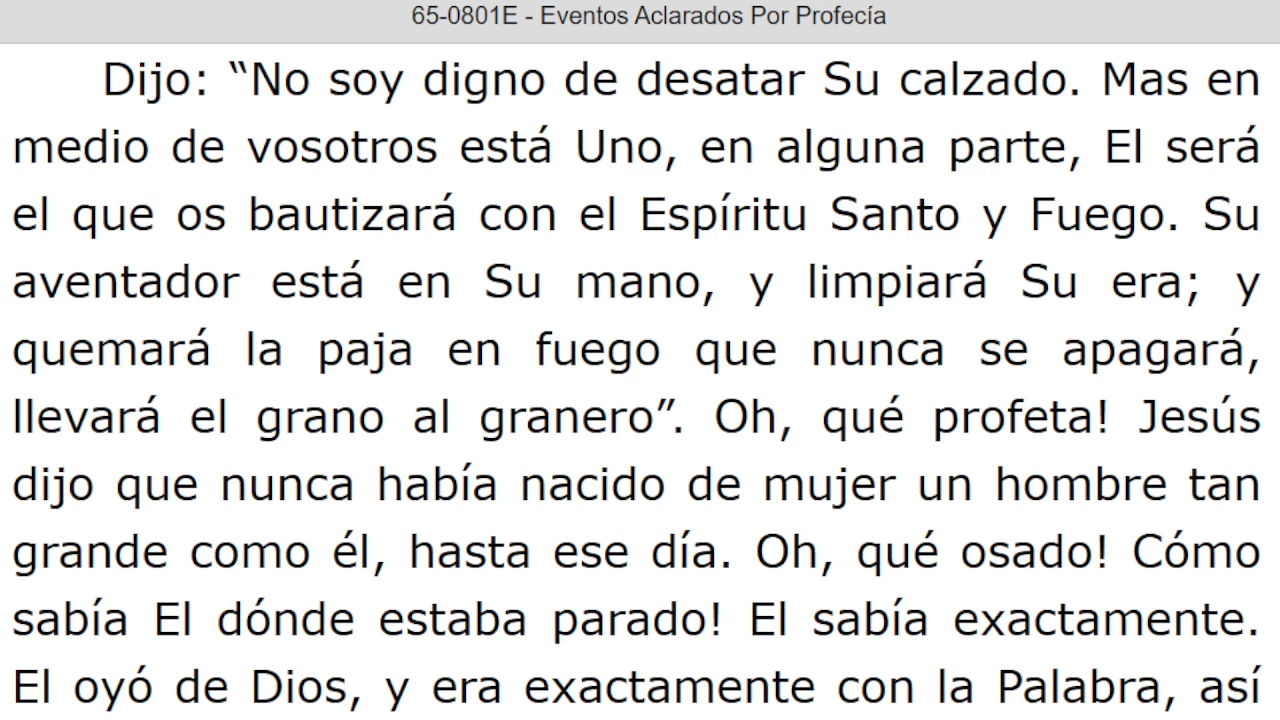 65-0801E - Eventos Aclarados Por Profecía
Dijo: “No soy digno de desatar Su calzado. Mas en
medio de vosotros está Uno, en alguna parte, El será
el que os bautizará con el Espíritu Santo y Fuego. Su
aventador está en Su mano, y limpiará Su era; y
quemará la paja en fuego que nunca se apagará,
llevará el grano al granero”. Oh, qué profeta! Jesús
dijo que nunca había nacido de mujer un hombre tan
grande como él, hasta ese día. Oh, qué osado! Cómo
sabía El dónde estaba parado! El sabía exactamente.
El oyó de Dios, y era exactamente con la Palabra, así